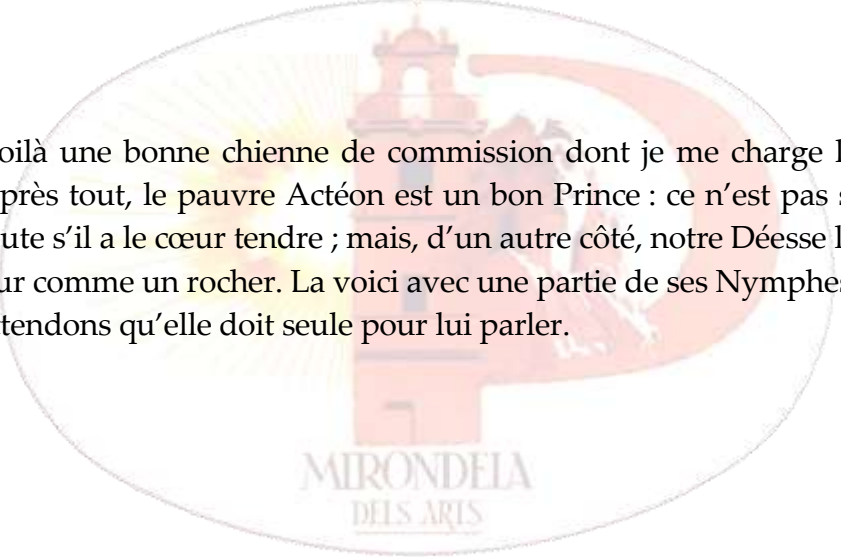 oilà une bonne chienne de commission dont je me charge l
près tout, le pauvre Actéon est un bon Prince : ce n’est pas s
ute s’il a le cœur tendre ; mais, d’un autre côté, notre Déesse l
ur comme un rocher. La voici avec une partie de ses Nymphes
ttendons qu’elle doit seule pour lui parler.
MIRONDELA
DELS ARTS